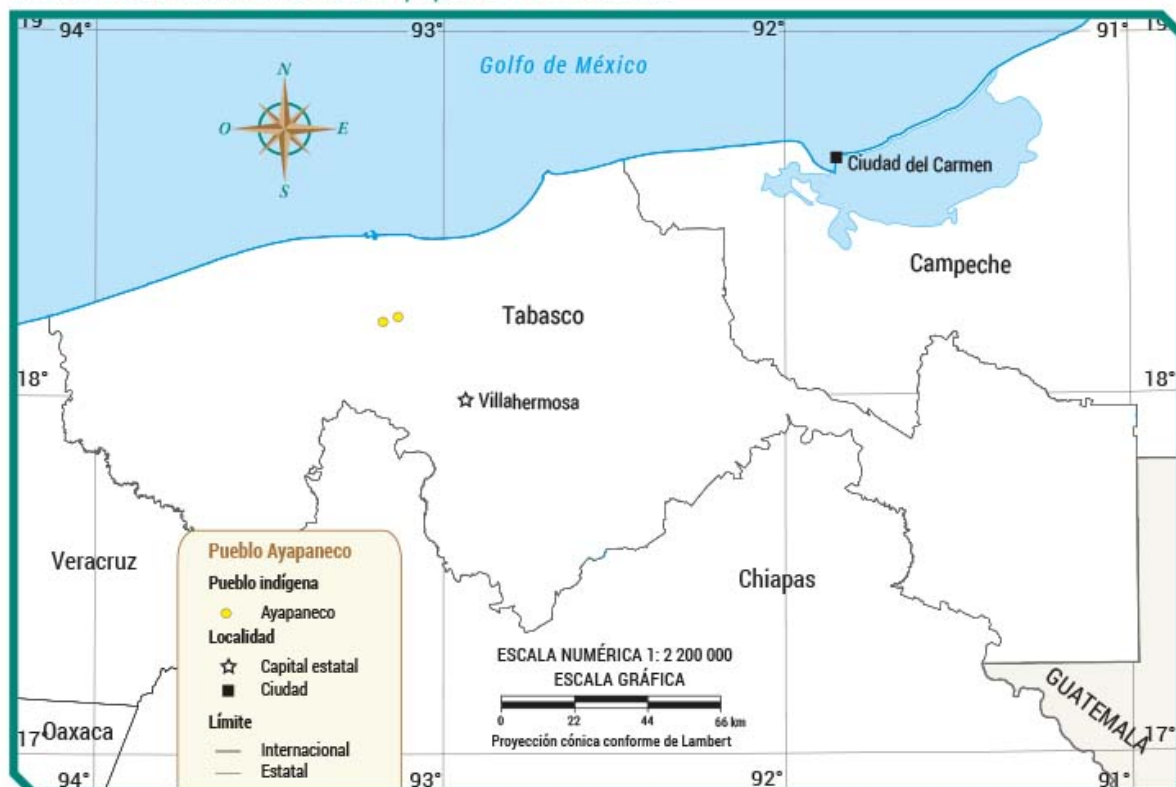 19 94° 93° 92° 91° 19
Golfo de México
N
O E
S
Ciudad del Carmen
Campeche
Tabasco
18° 18°
Villahermosa
Veracruz
Chiapas
Pueblo Ayapaneco
Pueblo indígena
Ayapaneco
Localidad
Capital estatal
Ciudad
Límite
Internacional
Estatal
ESCALA NUMÉRICA 1: 2 200 000
ESCALA GRÁFICA
0 22 44 66 km
Proyección cónica conforme de Lambert
GUATEMALA
Oaxaca
17° 17°
94° 93° 92° 91°